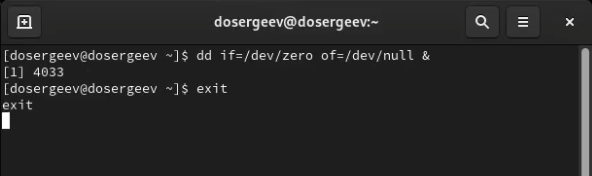 dosergeev@dosergeev:~
[dosergeev@dosergeev ~]$ dd if=/dev/zero of=/dev/null &
[1] 4033
[dosergeev@dosergeev ~]$ exit
exit